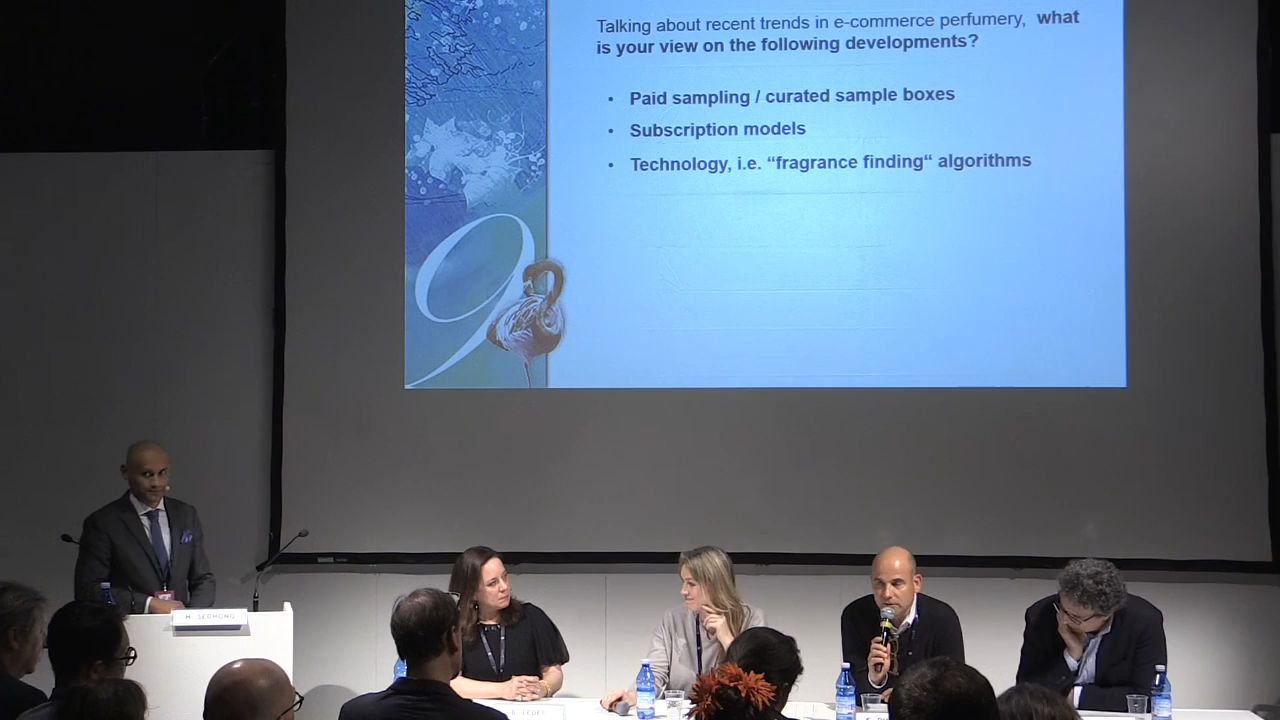 Talking about recent trends in e-commerce perfumery, what
is your view on the following developments?
• Paid sampling / curated sample boxes
• Subscription models
• Technology, i.e. “fragrance finding“ algorithms
9